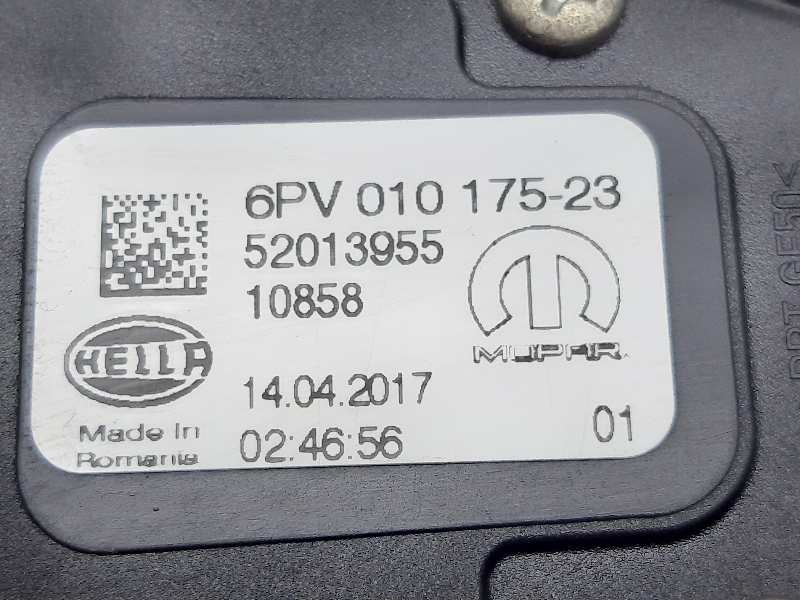 6PV 010 175-23
52013955
10858
HELLA
MOPAR
14.04.2017
Made In
Romania
02:46:56
01